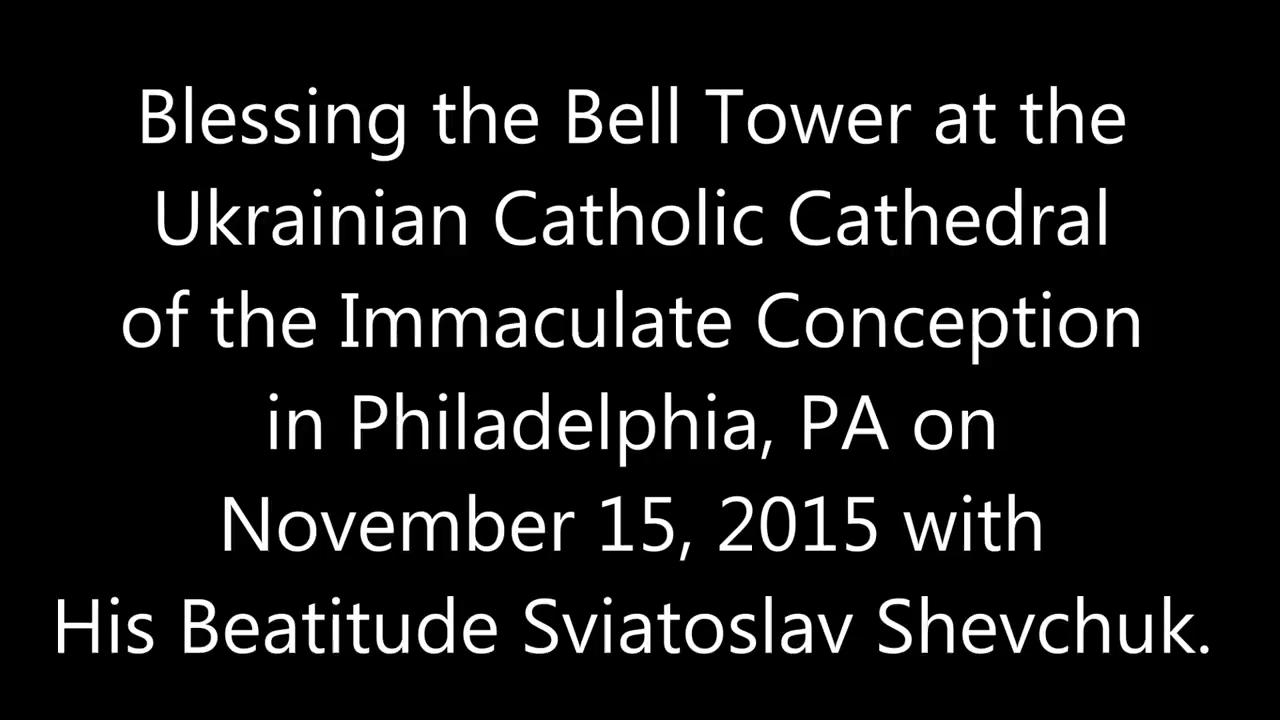 Blessing the Bell Tower at the
Ukrainian Catholic Cathedral
of the Immaculate Conception
in Philadelphia, PA on
November 15, 2015 with
His Beatitude Sviatoslav Shevchuk.